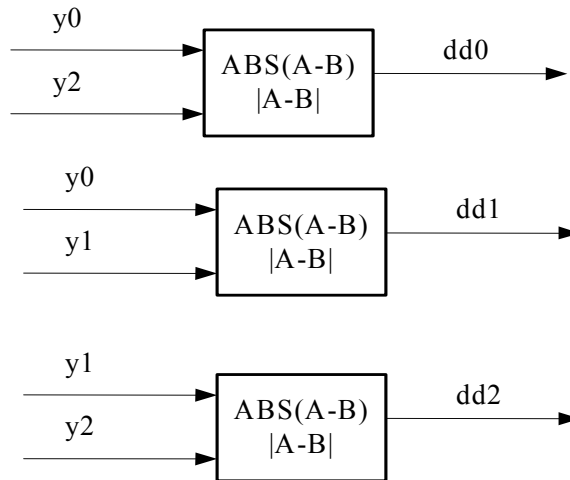 y0
y2
ABS(A-B)
|A-B|
dd0
y0
y1
ABS(A-B)
|A-B|
dd1
y1
y2
ABS(A-B)
|A-B|
dd2